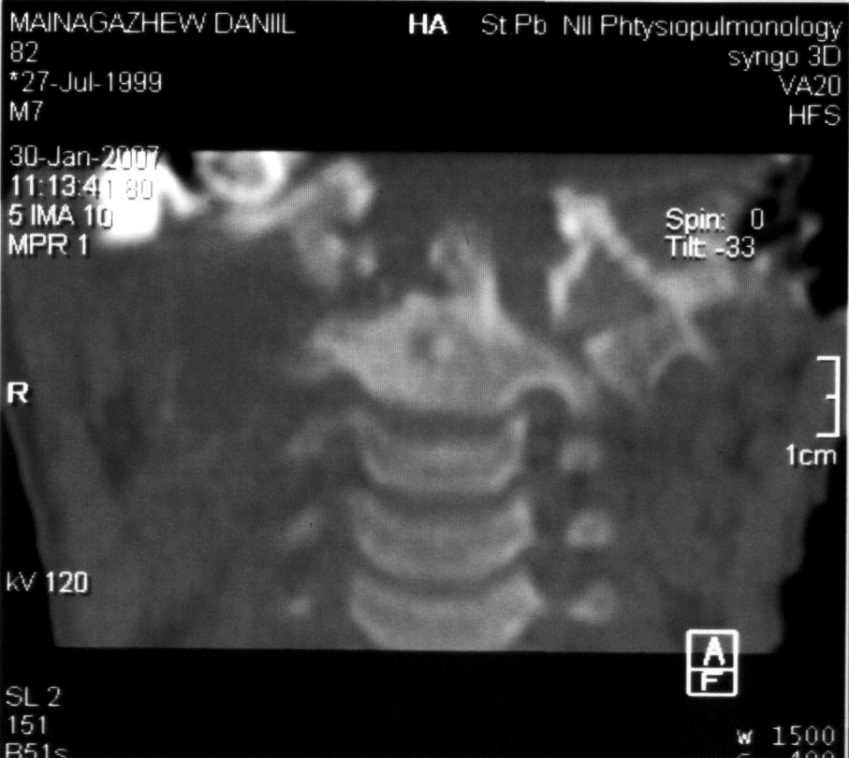 MAINAGAZHEW DANIIL
82
*27-Jul-1999
M7
30-Jan-2007
11:13:41.80
5 IMA 10
MPR 1
HA
St.Pb NII Phtysiopulmonology
syngo 3D
VA20
HFS
Spin: 0
Tilt: -33
R
1cm
kV 120
A
F
SL 2
151
B51s
W 1500